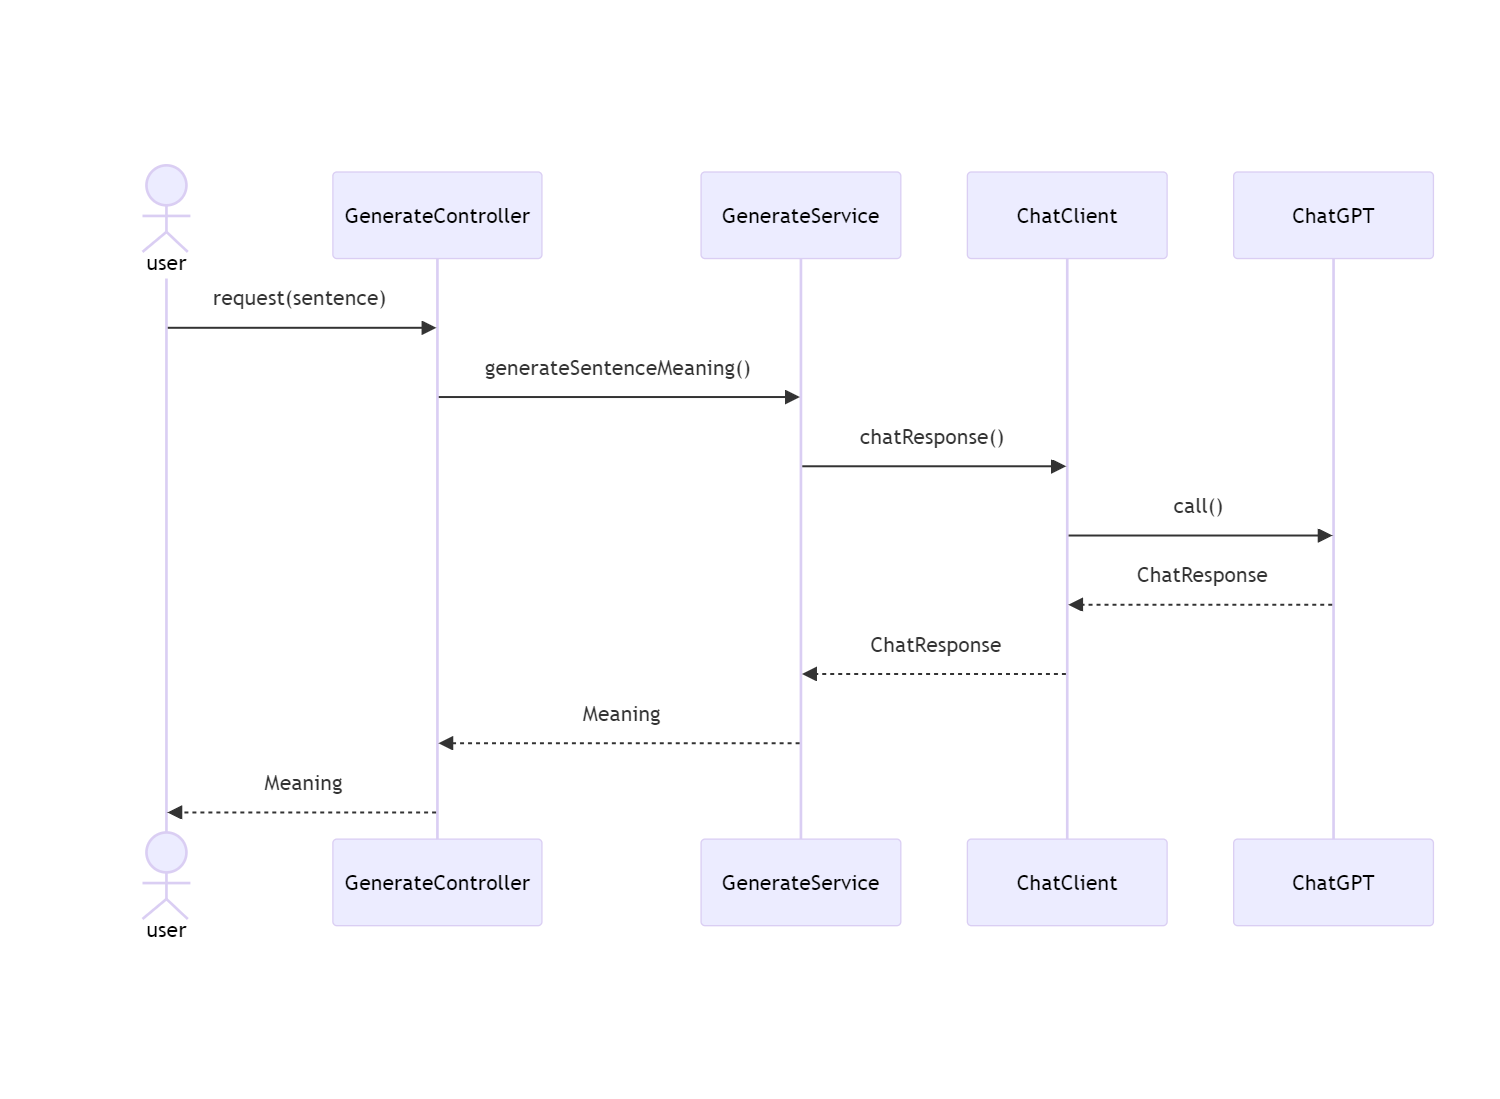 user
GenerateController
GenerateService
ChatClient
ChatGPT
request(sentence)
generateSentenceMeaning()
chatResponse()
call()
ChatResponse
ChatResponse
Meaning
Meaning
user
GenerateController
GenerateService
ChatClient
ChatGPT